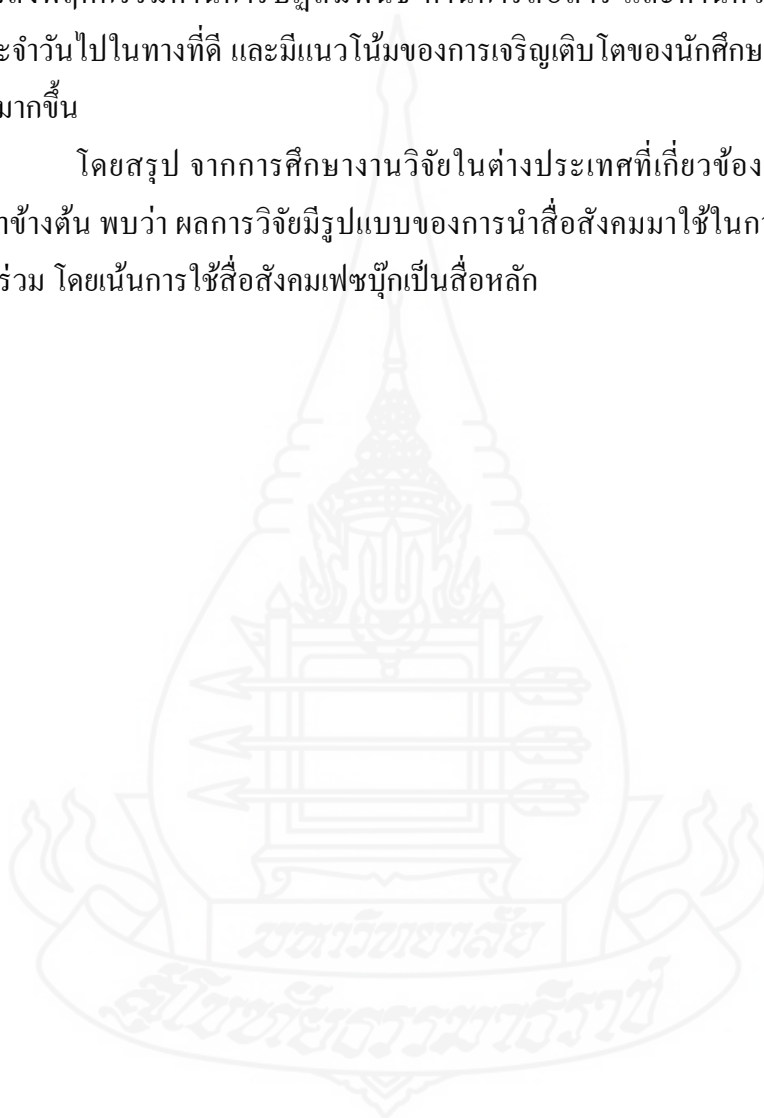 ะจำวันไปในทางที่ดี และมีแนวโน้มของการเจริญเติบโตของนักศึกษ
มากขึ้น
โดยสรุป จากการศึกษางานวิจัยในต่างประเทศที่เกี่ยวข้อง
าข้างต้น พบว่า ผลการวิจัยมีรูปแบบของการนำสื่อสังคมมาใช้ในกา
ร่วม โดยเน้นการใช้สื่อสังคมเฟซบุ๊กเป็นสื่อหลัก
มหาวิทยาลัย
สุโขทัยธรรมาธิราช